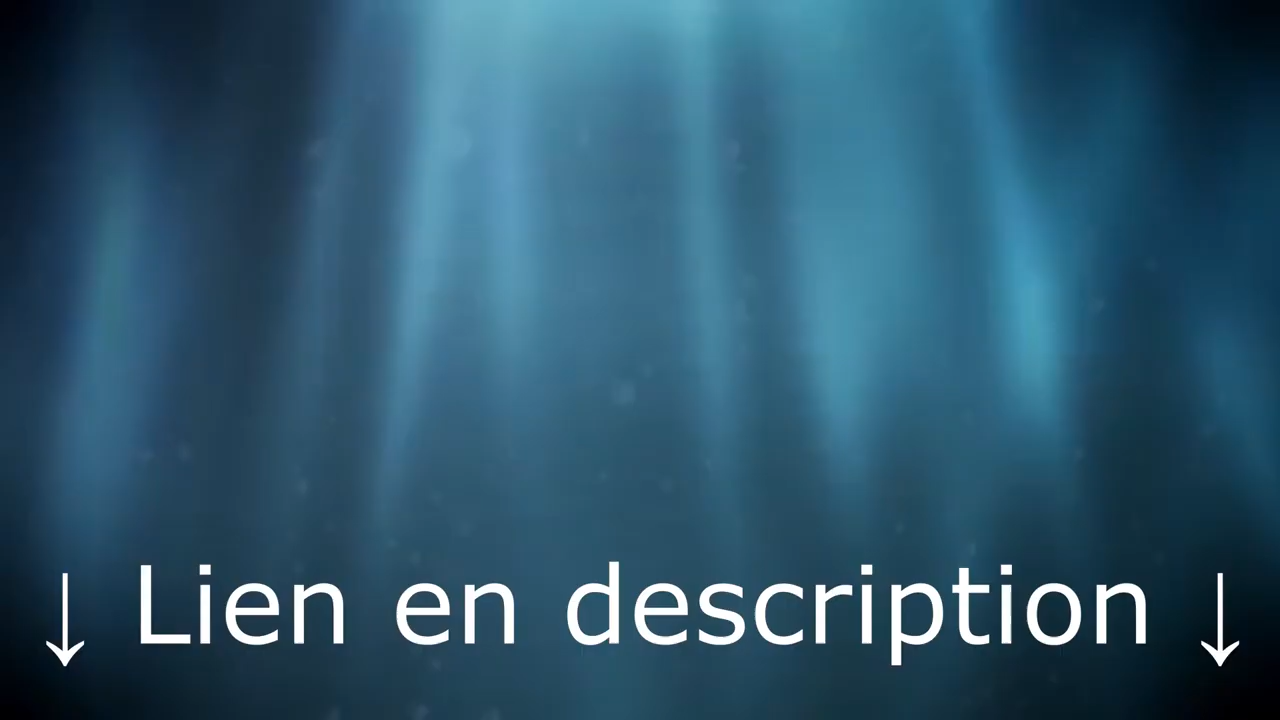 ↓ Lien en description ↓